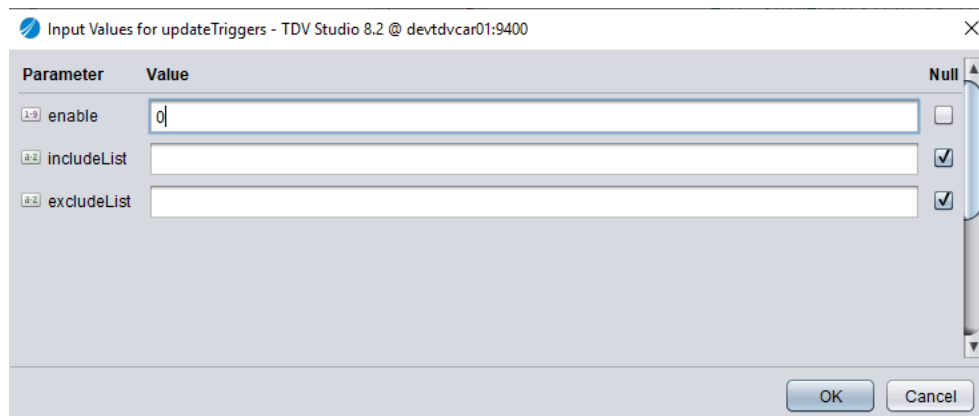 Input Values for updateTriggers - TDV Studio 8.2 @ devtdvcar01:9400
Parameter Value Null
1-9 enable 0
a-z includeList
a-z excludeList
OK Cancel